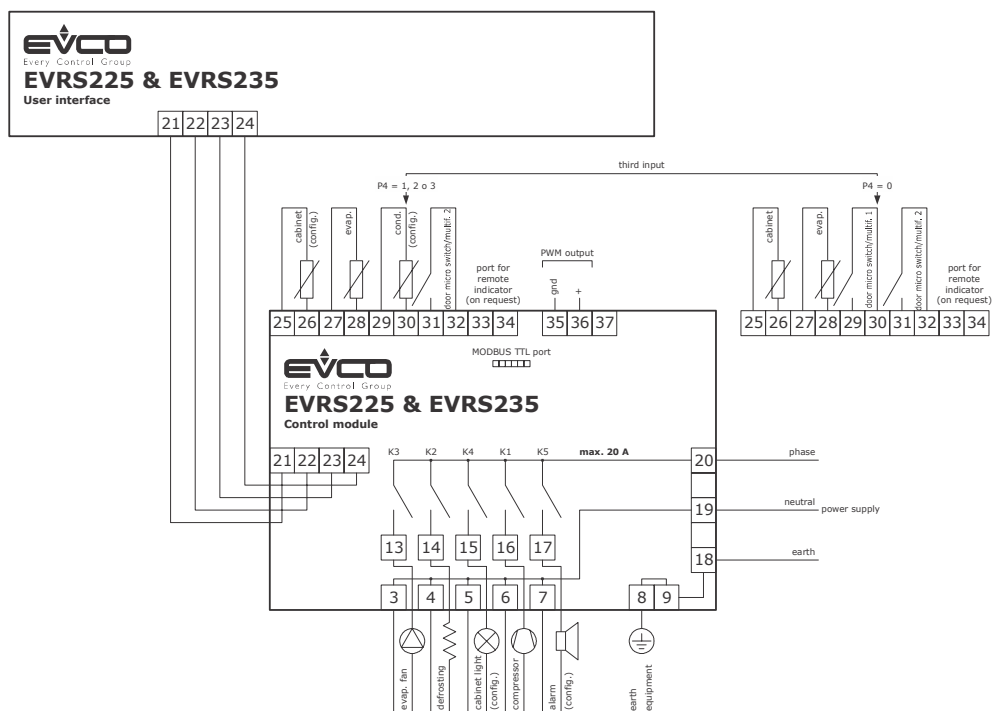 EVCO
Every Control Group
EVRS225 & EVRS235
User interface
21 22 23 24
third input
P4 = 1, 2 o 3
P4 = 0
cabinet
(config.)
evap.
cond.
(config.)
door micro switch/multif. 2
port for
remote
indicator
(on request)
PWM output
gnd
+
cabinet
evap.
door micro switch/multif. 1
door micro switch/multif. 2
port for
remote
indicator
(on request)
25 26 27 28 29 30 31 32 33 34
35 36 37
25 26 27 28 29 30 31 32 33 34
MODBUS TTL port
EVCO
Every Control Group
EVRS225 & EVRS235
Control module
21 22 23 24
K3 K2 K4 K1 K5
max. 20 A
20
phase
19
neutral
power supply
18
earth
13 14 15 16 17
3 4 5 6 7
8 9
evap. fan
defrosting
cabinet light
(config.)
compressor
alarm
(config.)
earth
equipment